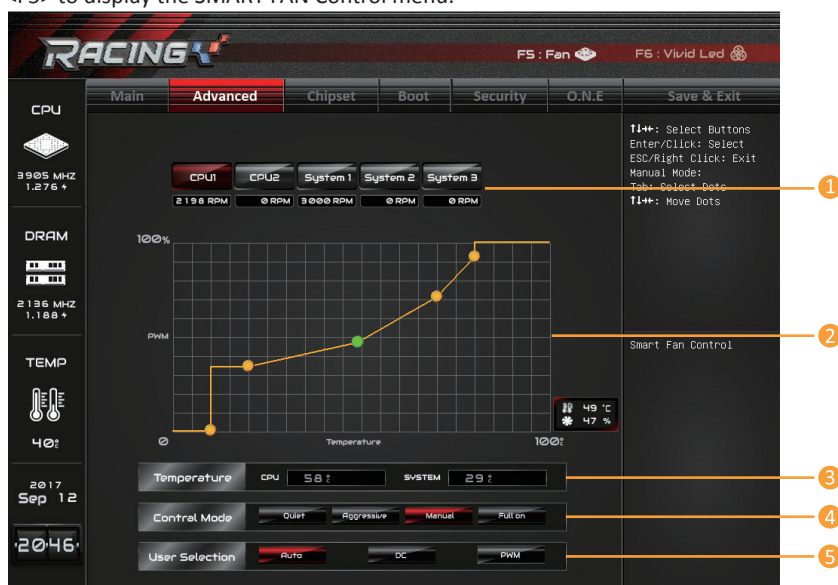 <F5> to display the SMART FAN Control menu.
RACING
F5 : Fan
F6 : Vivid Led
Main Advanced Chipset Boot Security O.N.E Save & Exit
CPU
3905 MHZ
1.276 v
DRAM
2136 MHZ
1.188 v
TEMP
40°C
2017
Sep 12
20:46
CPU1 CPU2 System 1 System 2 System 3
2198 RPM 0 RPM 3000 RPM 0 RPM 0 RPM
100%
PWM
0
Temperature
100°C
49 °C
47 %
Temperature CPU 58 °C SYSTEM 29 °C
Contral Mode Quiet Aggressive Manual Full on
User Selection Auto DC PWM
↑↓→←: Select Buttons
Enter/Click: Select
ESC/Right Click: Exit
Manual Mode:
Tab: Select Dots
↑↓→←: Move Dots
Smart Fan Control
1
2
3
4
5